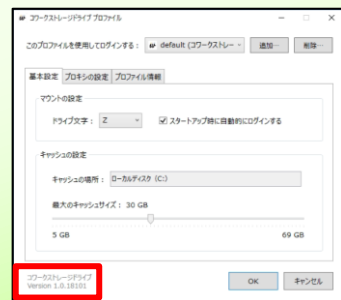 コワークストレージドライブ プロファイル
このプロファイルを使用してログインする： default (コワークストレー 追加... 削除...
基本設定 プロキシの設定 プロファイル情報
マウントの設定
ドライブ文字： Z スタートアップ時に自動的にログインする
キャッシュの設定
キャッシュの場所： ローカルディスク (C:)
最大のキャッシュサイズ： 30 GB
5 GB 69 GB
コワークストレージドライブ
Version 1.0.18101
OK キャンセル